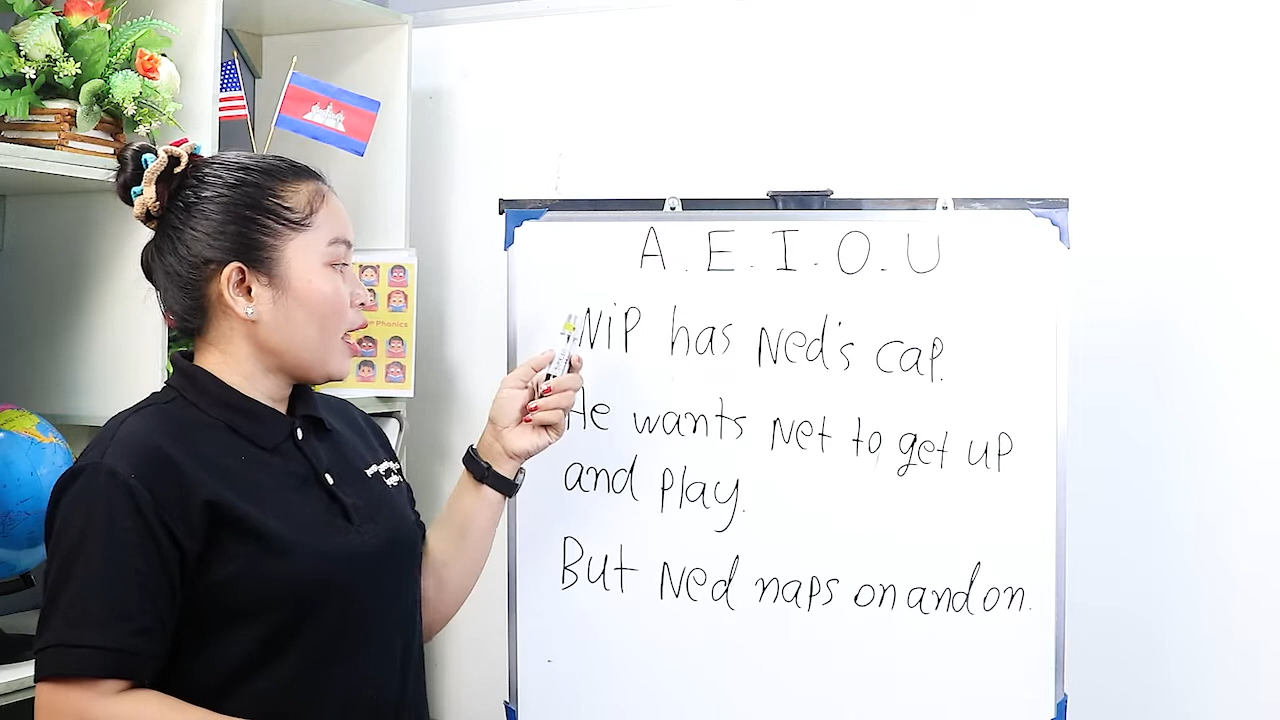 A. E. I. O. U
NiP has Ned's cap.
He wants Net to get up
and play.
But Ned naps on and on.
Phonics